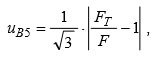 u_{B5} = \frac{1}{\sqrt{3}} \cdot \left| \frac{F_T}{F} - 1 \right| ,